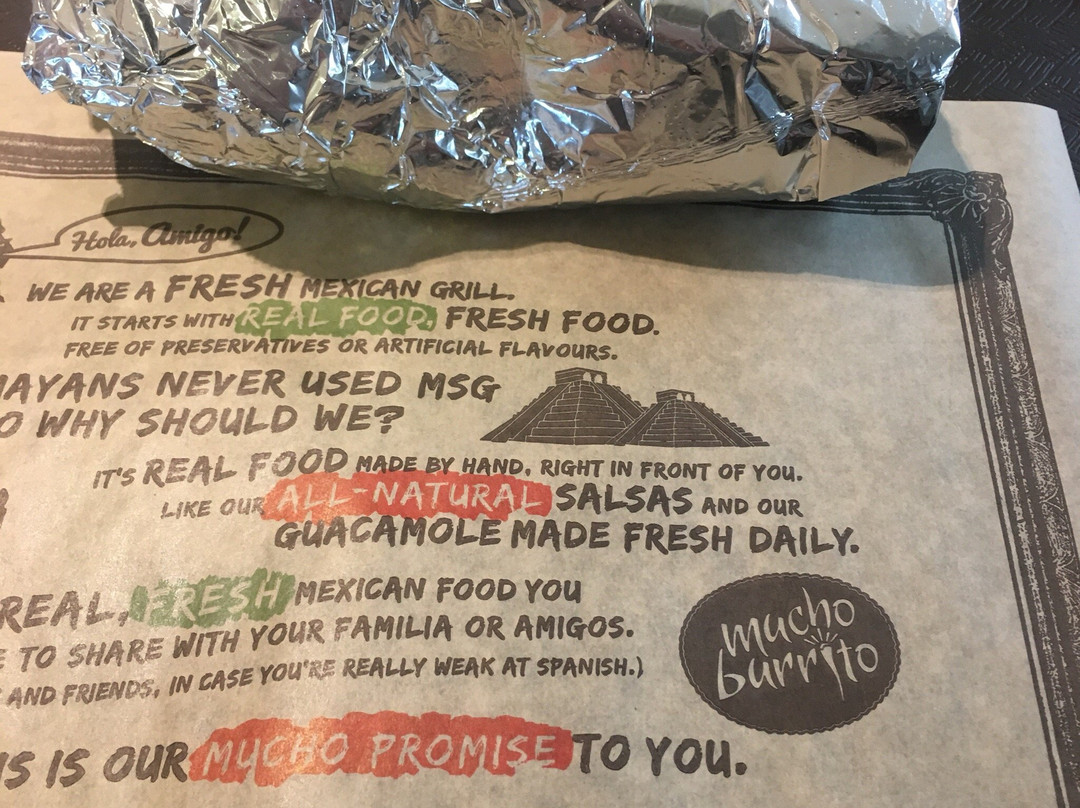 Hola, Amigo!
WE ARE A FRESH MEXICAN GRILL.
IT STARTS WITH REAL FOOD, FRESH FOOD.
FREE OF PRESERVATIVES OR ARTIFICIAL FLAVOURS.
MAYANS NEVER USED MSG
SO WHY SHOULD WE?
IT'S REAL FOOD MADE BY HAND, RIGHT IN FRONT OF YOU.
LIKE OUR ALL-NATURAL SALSAS AND OUR
GUACAMOLE MADE FRESH DAILY.
REAL, FRESH MEXICAN FOOD YOU
TO SHARE WITH YOUR FAMILIA OR AMIGOS.
AND FRIENDS, IN CASE YOU'RE REALLY WEAK AT SPANISH.)
mucho
burrito
IS IS OUR MUCHO PROMISE TO YOU.